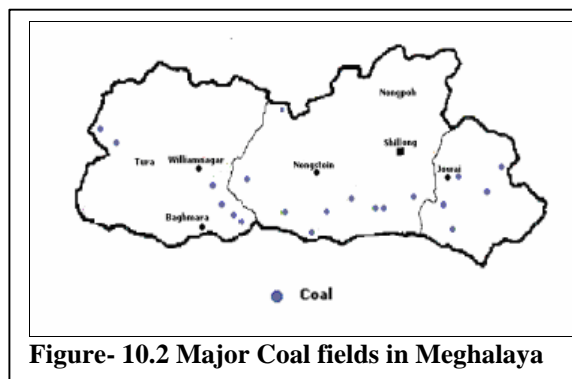 Nongpoh
Shillong
Tura
Williamnagar
Nongstoin
Jowai
Baghmara
Coal
Figure- 10.2 Major Coal fields in Meghalaya